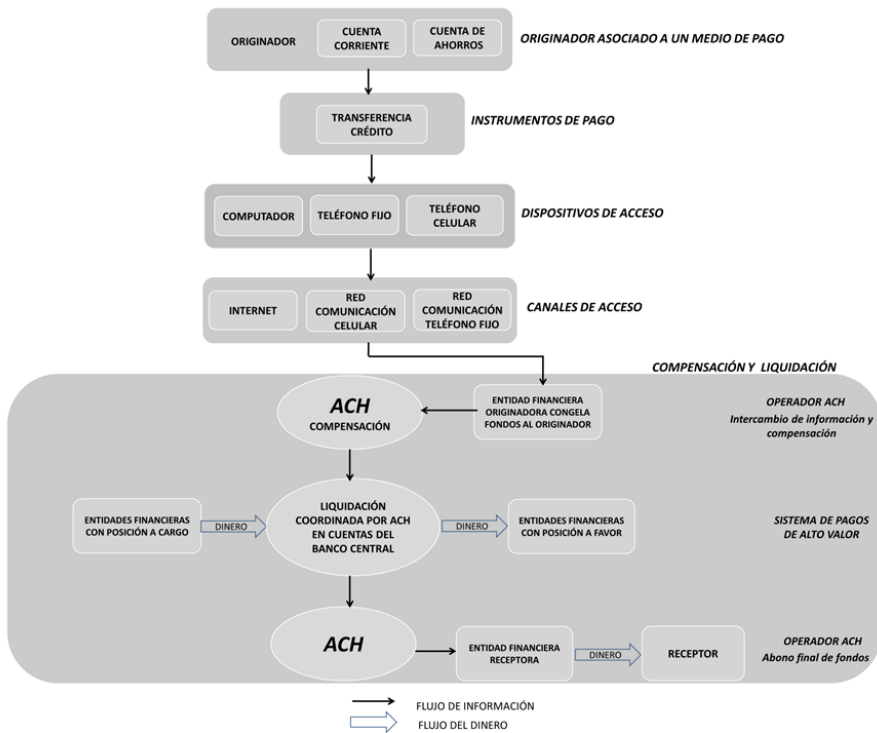 ORIGINADOR
CUENTA
CORRIENTE
CUENTA DE
AHORROS
ORIGINADOR ASOCIADO A UN MEDIO DE PAGO
TRANSFERENCIA
CRÉDITO
INSTRUMENTOS DE PAGO
COMPUTADOR
TELÉFONO FIJO
TELÉFONO
CELULAR
DISPOSITIVOS DE ACCESO
INTERNET
RED
COMUNICACIÓN
CELULAR
RED
COMUNICACIÓN
TELÉFONO FIJO
CANALES DE ACCESO
COMPENSACIÓN Y LIQUIDACIÓN
ACH
COMPENSACIÓN
ENTIDAD FINANCIERA
ORIGINADORA CONGELA
FONDOS AL ORIGINADOR
OPERADOR ACH
Intercambio de información y
compensación
ENTIDADES FINANCIERAS
CON POSICIÓN A CARGO
DINERO
LIQUIDACIÓN
COORDINADA POR ACH
EN CUENTAS DEL
BANCO CENTRAL
DINERO
ENTIDADES FINANCIERAS
CON POSICIÓN A FAVOR
SISTEMA DE PAGOS
DE ALTO VALOR
ACH
ENTIDAD FINANCIERA
RECEPTORA
DINERO
RECEPTOR
OPERADOR ACH
Abono final de fondos
FLUJO DE INFORMACIÓN
FLUJO DEL DINERO